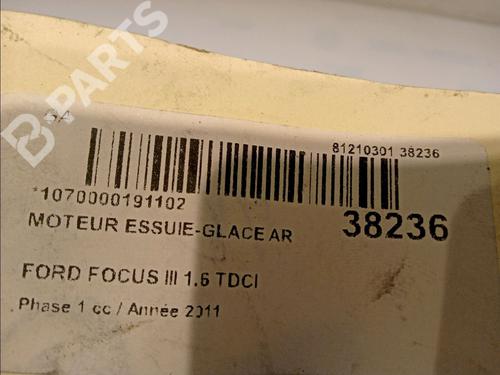 B-PARTS
81210301 38236
*1070000191102
MOTEUR ESSUIE-GLACE AR
38236
FORD FOCUS III 1.6 TDCI
Phase 1 cc / Année 2011